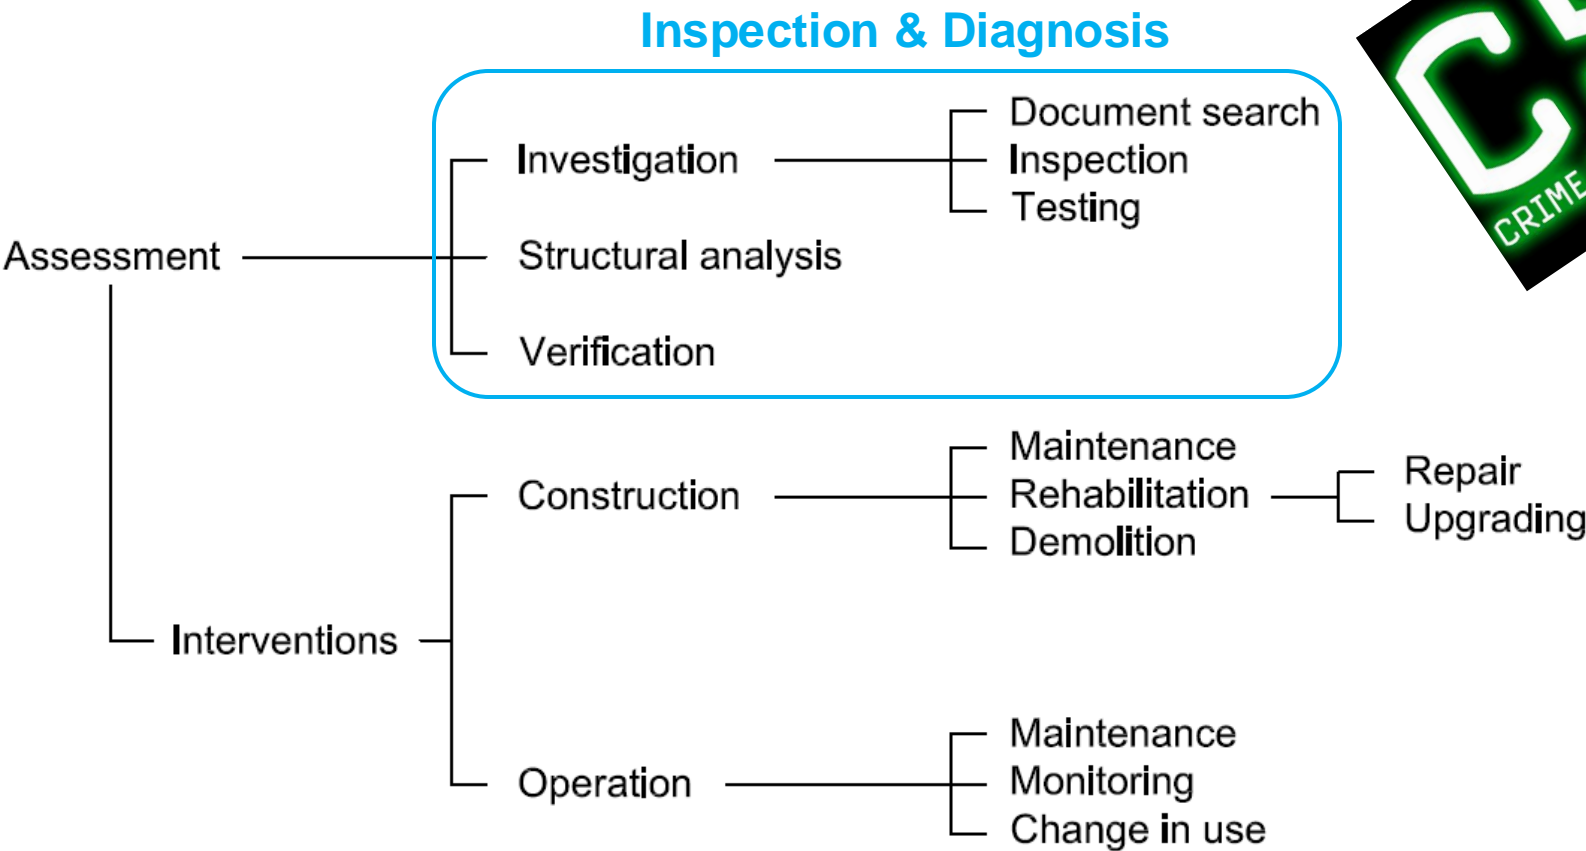 Inspection & Diagnosis
Document search
Investigation
Inspection
Testing
Assessment
Structural analysis
Verification
Maintenance
Construction
Rehabilitation
Repair
Upgrading
Demolition
Interventions
Maintenance
Operation
Monitoring
Change in use
C
CRIME